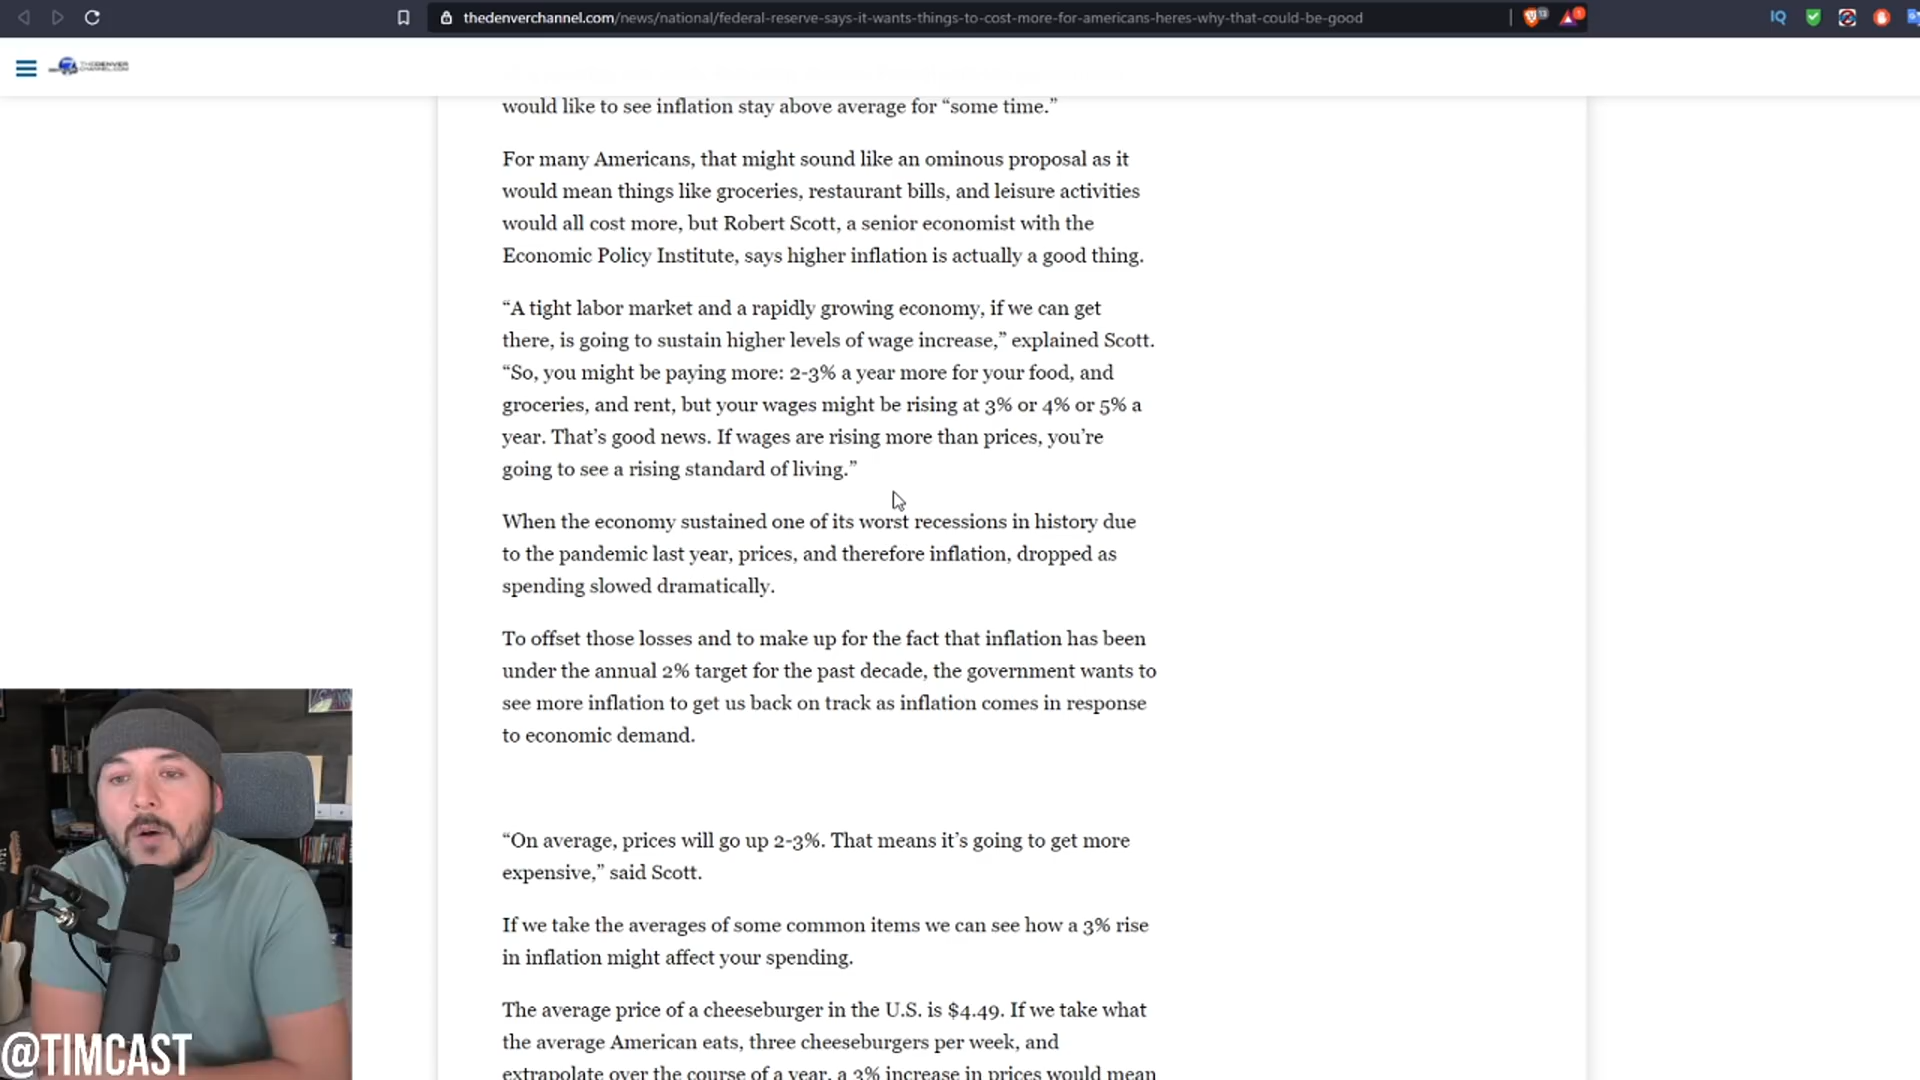 thedenverchannel.com/news/national/federal-reserve-says-it-wants-things-to-cost-more-for-americans-heres-why-that-could-be-good
IQ
would like to see inflation stay above average for “some time.”
For many Americans, that might sound like an ominous proposal as it
would mean things like groceries, restaurant bills, and leisure activities
would all cost more, but Robert Scott, a senior economist with the
Economic Policy Institute, says higher inflation is actually a good thing.
“A tight labor market and a rapidly growing economy, if we can get
there, is going to sustain higher levels of wage increase,” explained Scott.
“So, you might be paying more: 2-3% a year more for your food, and
groceries, and rent, but your wages might be rising at 3% or 4% or 5% a
year. That’s good news. If wages are rising more than prices, you’re
going to see a rising standard of living.”
When the economy sustained one of its worst recessions in history due
to the pandemic last year, prices, and therefore inflation, dropped as
spending slowed dramatically.
To offset those losses and to make up for the fact that inflation has been
under the annual 2% target for the past decade, the government wants to
see more inflation to get us back on track as inflation comes in response
to economic demand.
“On average, prices will go up 2-3%. That means it’s going to get more
expensive,” said Scott.
If we take the averages of some common items we can see how a 3% rise
in inflation might affect your spending.
The average price of a cheeseburger in the U.S. is $4.49. If we take what
the average American eats, three cheeseburgers per week, and
extrapolate over the course of a year, a 3% increase in prices would mean
@TIMCAST